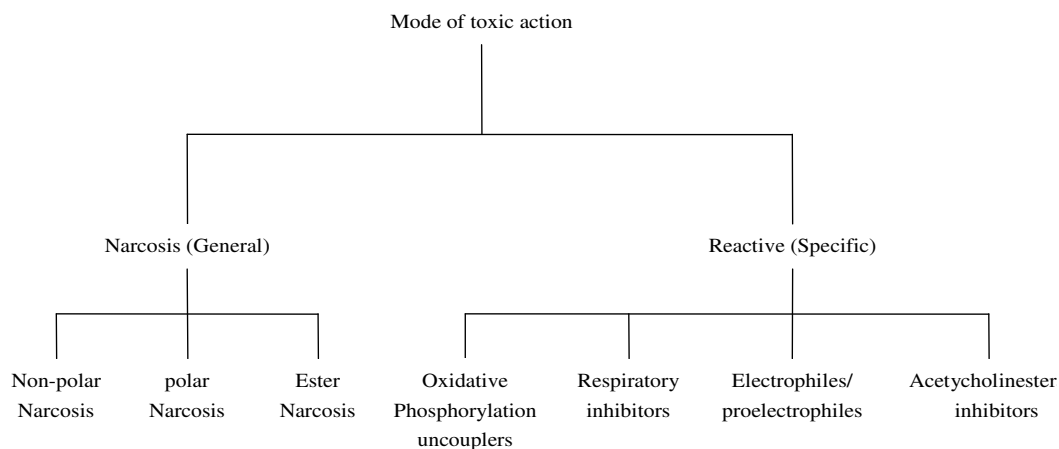 Mode of toxic action
Narcosis (General)
Reactive (Specific)
Non-polar
Narcosis
polar
Narcosis
Ester
Narcosis
Oxidative
Phosphorylation
uncouplers
Respiratory
inhibitors
Electrophiles/
proelectrophiles
Acetycholinester
inhibitors